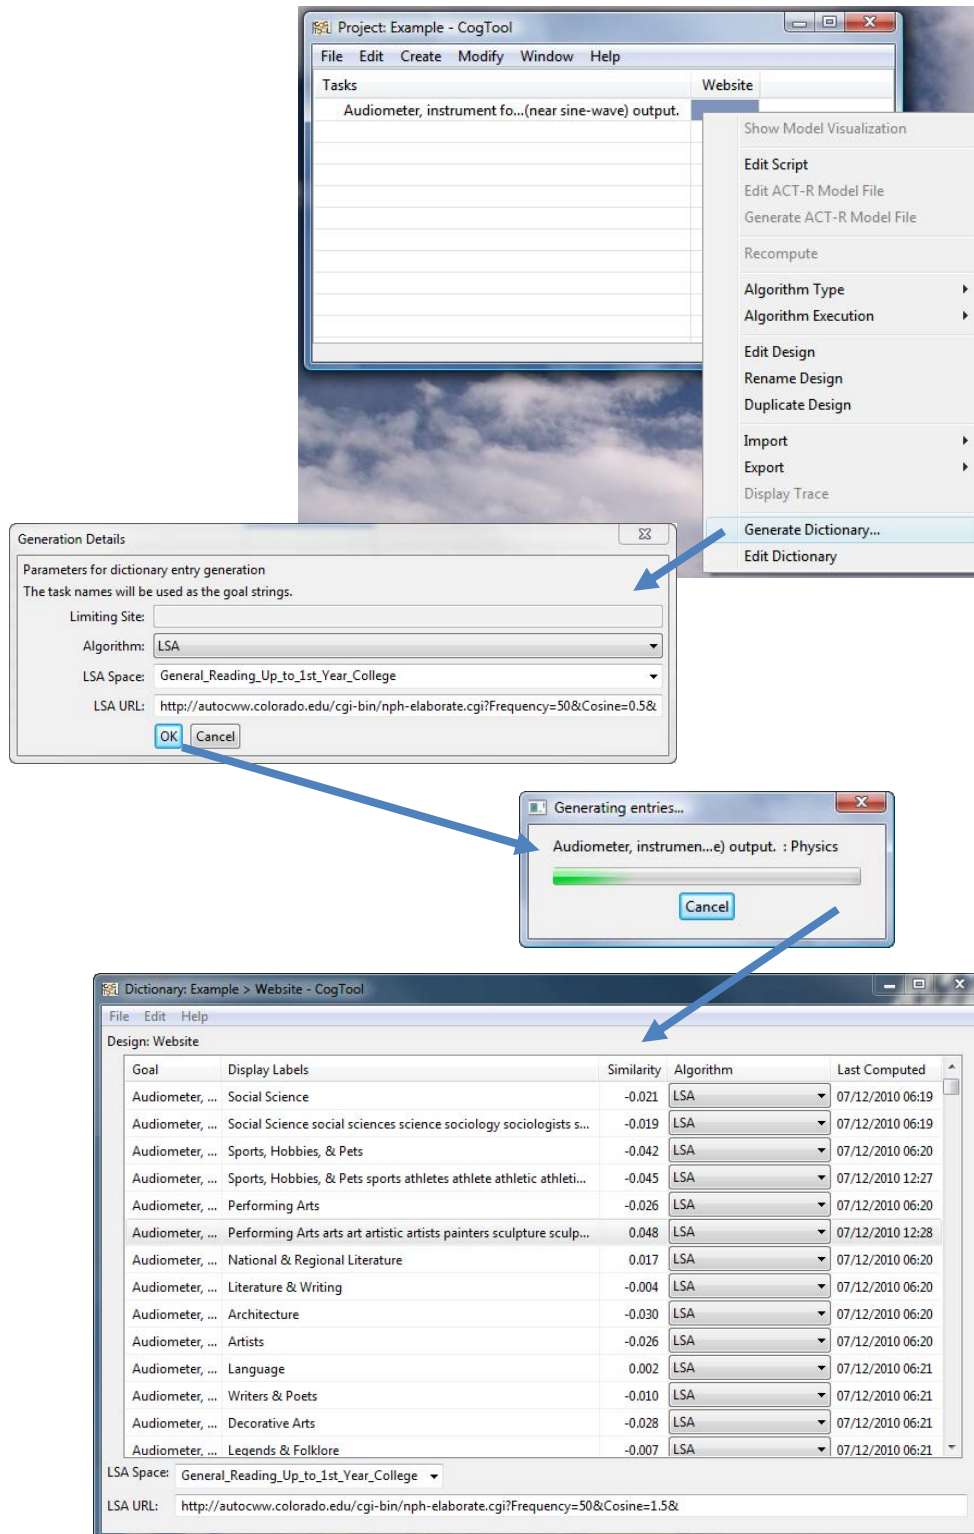 Project: Example - CogTool
File Edit Create Modify Window Help
Tasks Website
Audiometer, instrument fo...(near sine-wave) output.
Show Model Visualization
Edit Script
Edit ACT-R Model File
Generate ACT-R Model File
Recompute
Algorithm Type
Algorithm Execution
Edit Design
Rename Design
Duplicate Design
Import
Export
Display Trace
Generate Dictionary...
Edit Dictionary
Generation Details
Parameters for dictionary entry generation
The task names will be used as the goal strings.
Limiting Site:
Algorithm: LSA
LSA Space: General_Reading_Up_to_1st_Year_College
LSA URL: http://autocww.colorado.edu/cgi-bin/nph-elaborate.cgi?Frequency=50&Cosine=0.5&
OK Cancel
Generating entries...
Audiometer, instrumen...e) output. : Physics
Cancel
Dictionary: Example > Website - CogTool
File Edit Help
Design: Website
Goal Display Labels Similarity Algorithm Last Computed
Audiometer, ... Social Science -0.021 LSA 07/12/2010 06:19
Audiometer, ... Social Science social sciences science sociology sociologists s... -0.019 LSA 07/12/2010 06:19
Audiometer, ... Sports, Hobbies, & Pets -0.042 LSA 07/12/2010 06:20
Audiometer, ... Sports, Hobbies, & Pets sports athletes athlete athletic athleti... -0.045 LSA 07/12/2010 12:27
Audiometer, ... Performing Arts -0.026 LSA 07/12/2010 06:20
Audiometer, ... Performing Arts arts art artistic artists painters sculpture sculp... 0.048 LSA 07/12/2010 12:28
Audiometer, ... National & Regional Literature 0.017 LSA 07/12/2010 06:20
Audiometer, ... Literature & Writing -0.004 LSA 07/12/2010 06:20
Audiometer, ... Architecture -0.030 LSA 07/12/2010 06:20
Audiometer, ... Artists -0.026 LSA 07/12/2010 06:20
Audiometer, ... Language 0.002 LSA 07/12/2010 06:21
Audiometer, ... Writers & Poets -0.010 LSA 07/12/2010 06:21
Audiometer, ... Decorative Arts -0.028 LSA 07/12/2010 06:21
Audiometer, ... Legends & Folklore -0.007 LSA 07/12/2010 06:21
LSA Space: General_Reading_Up_to_1st_Year_College
LSA URL: http://autocww.colorado.edu/cgi-bin/nph-elaborate.cgi?Frequency=50&Cosine=1.5&